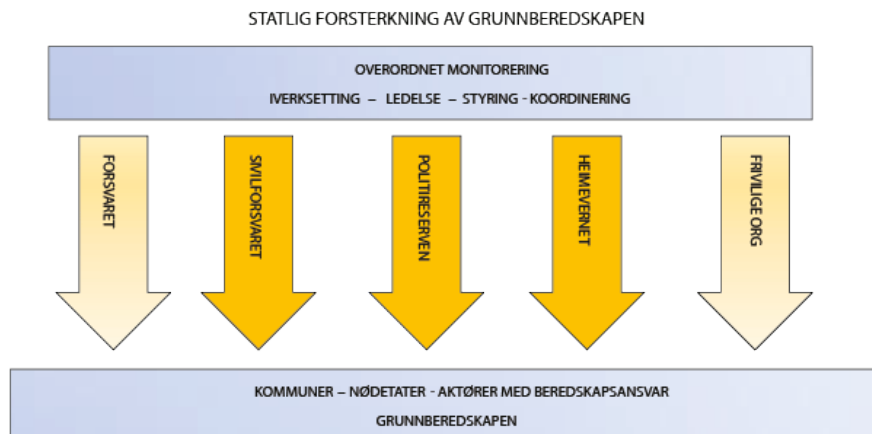 STATLIG FORSTERKNING AV GRUNNBEREDSKAPEN
OVERORDNET MONITORERING
IVERKSETTING – LEDELSE – STYRING - KOORDINERING
FORSVARET
SIVILFORSVARET
POLITIRESERVEN
HEIMEVERNET
FRIVILIGE ORG
KOMMUNER – NØDETATER - AKTØRER MED BEREDSKAPSANSVAR
GRUNNBEREDSKAPEN